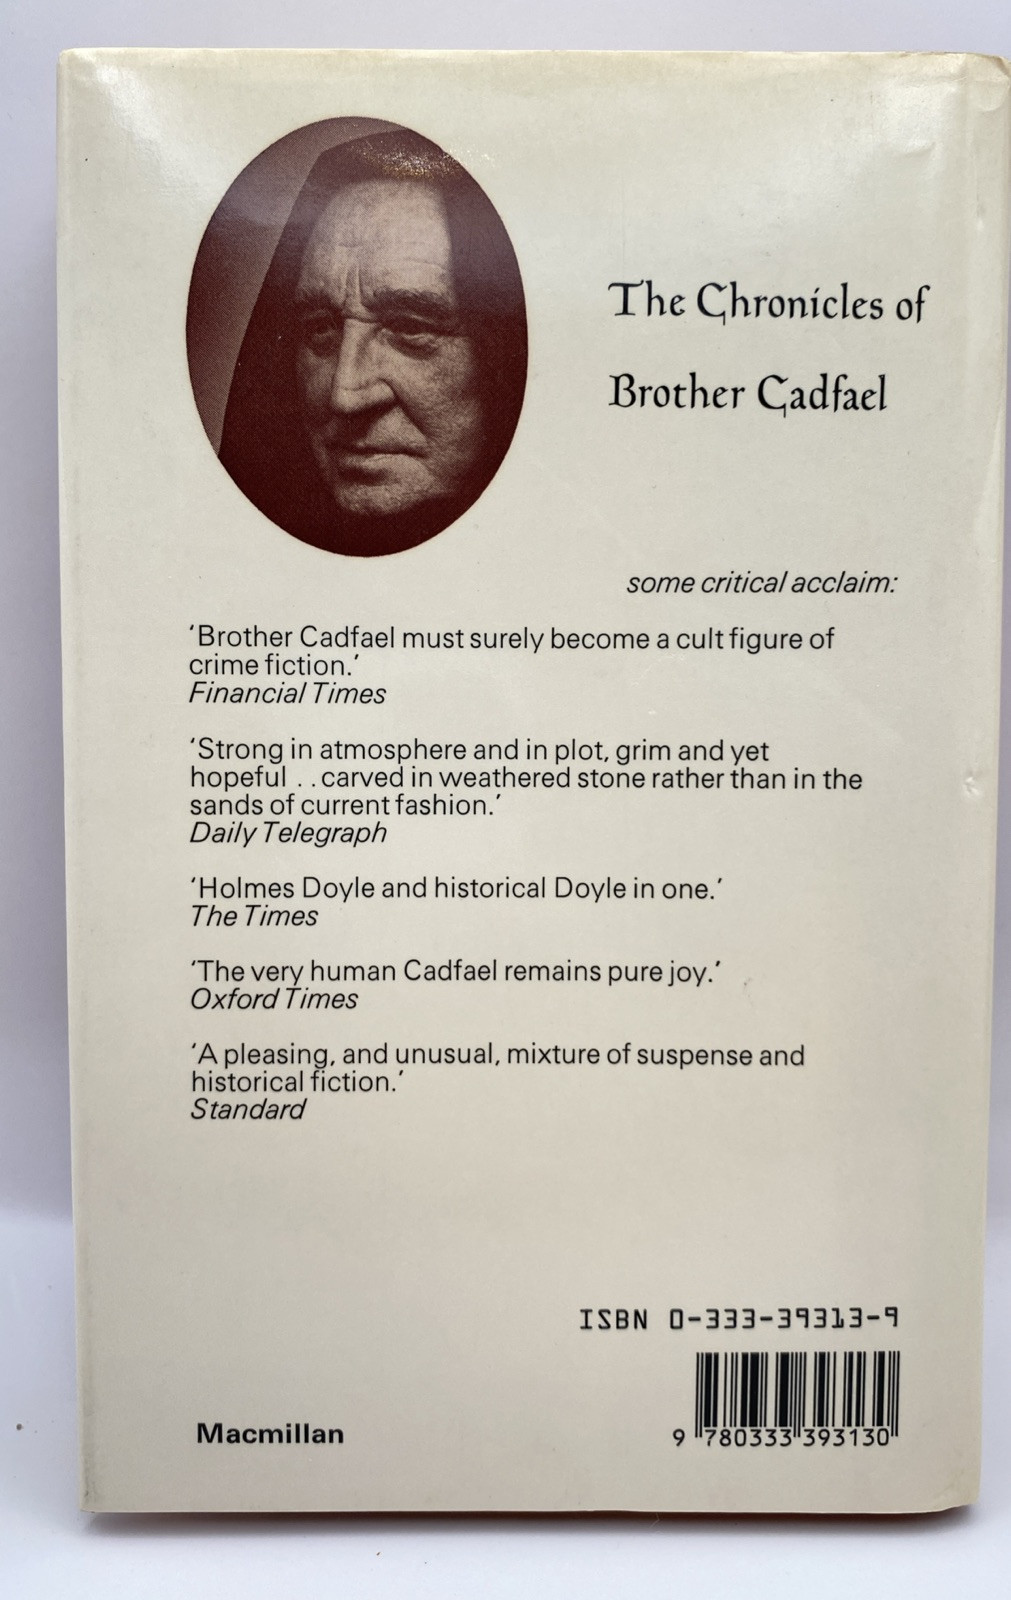 The Chronicles of
Brother Cadfael
some critical acclaim:
‘Brother Cadfael must surely become a cult figure of
crime fiction.’
Financial Times
‘Strong in atmosphere and in plot, grim and yet
hopeful . . carved in weathered stone rather than in the
sands of current fashion.’
Daily Telegraph
‘Holmes Doyle and historical Doyle in one.’
The Times
‘The very human Cadfael remains pure joy.’
Oxford Times
‘A pleasing, and unusual, mixture of suspense and
historical fiction.’
Standard
ISBN 0-333-39313-9
Macmillan
9 780333 393130